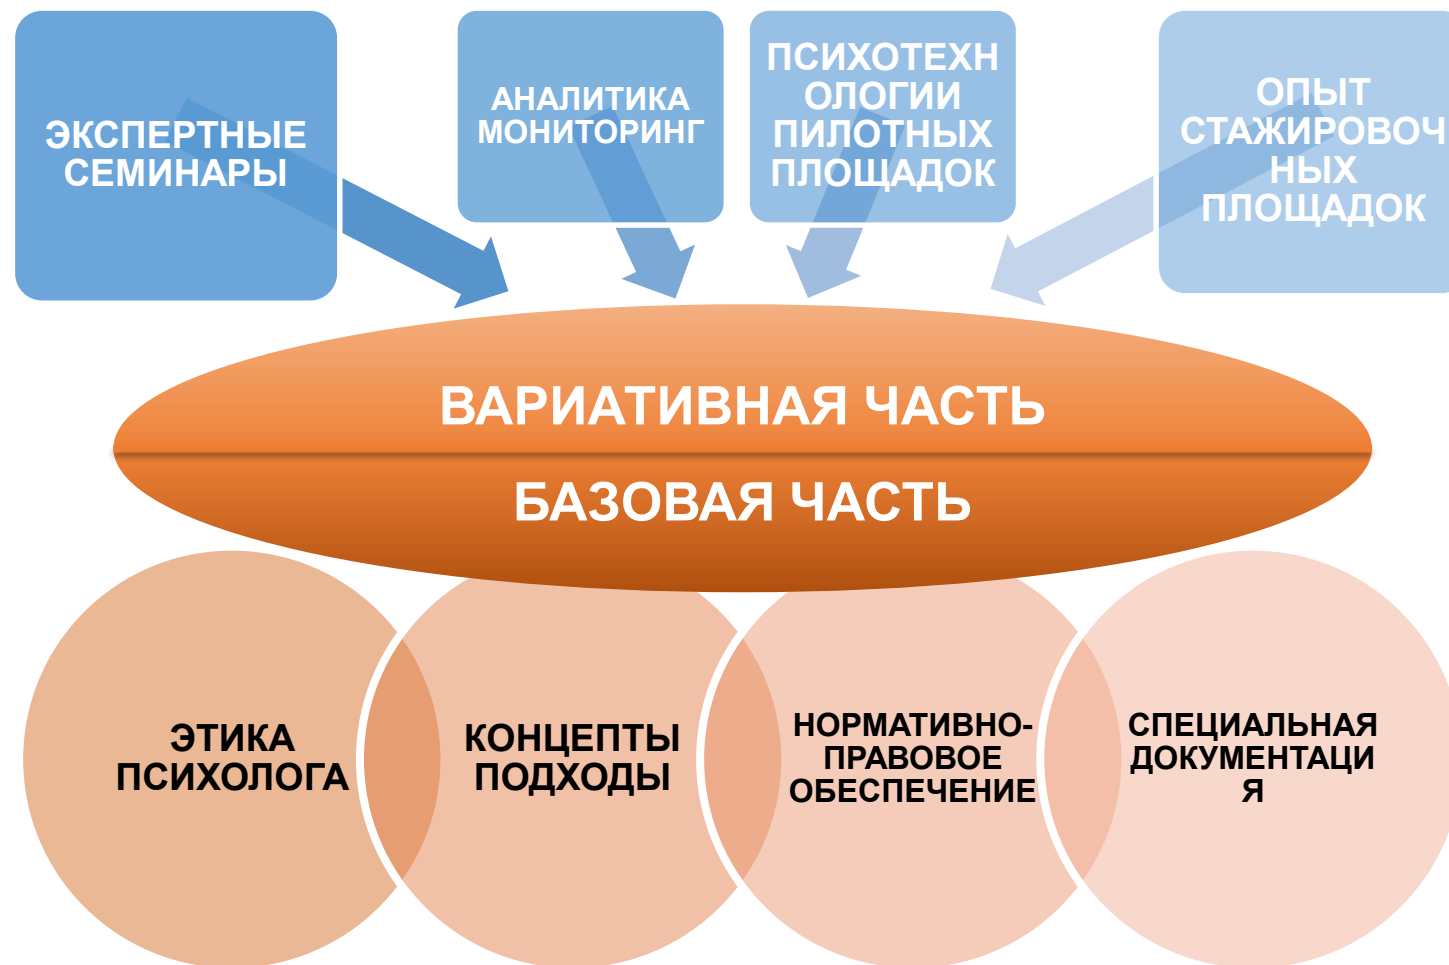 ЭКСПЕРТНЫЕ
СЕМИНАРЫ
АНАЛИТИКА
МОНИТОРИНГ
ПСИХОТЕХН
ОЛОГИИ
ПИЛОТНЫХ
ПЛОЩАДОК
ОПЫТ
СТАЖИРОВОЧ
НЫХ
ПЛОЩАДОК
ВАРИАТИВНАЯ ЧАСТЬ
БАЗОВАЯ ЧАСТЬ
ЭТИКА
ПСИХОЛОГА
КОНЦЕПТЫ
ПОДХОДЫ
НОРМАТИВНО-
ПРАВОВОЕ
ОБЕСПЕЧЕНИЕ
СПЕЦИАЛЬНАЯ
ДОКУМЕНТАЦИ
Я